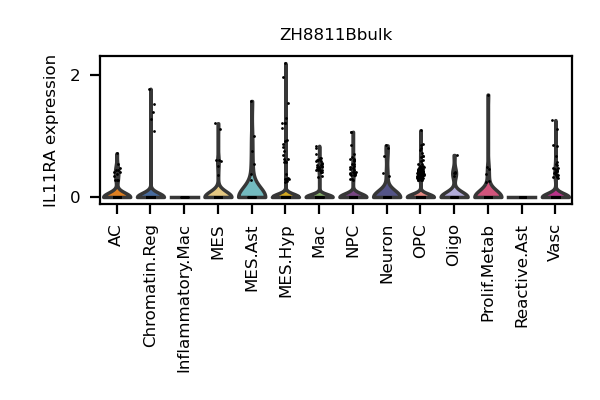 ZH8811Bbulk
IL11RA expression
2
0
AC
Chromatin.Reg
Inflammatory.Mac
MES
MES.Ast
MES.Hyp
Mac
NPC
Neuron
OPC
Oligo
Prolif.Metab
Reactive.Ast
Vasc